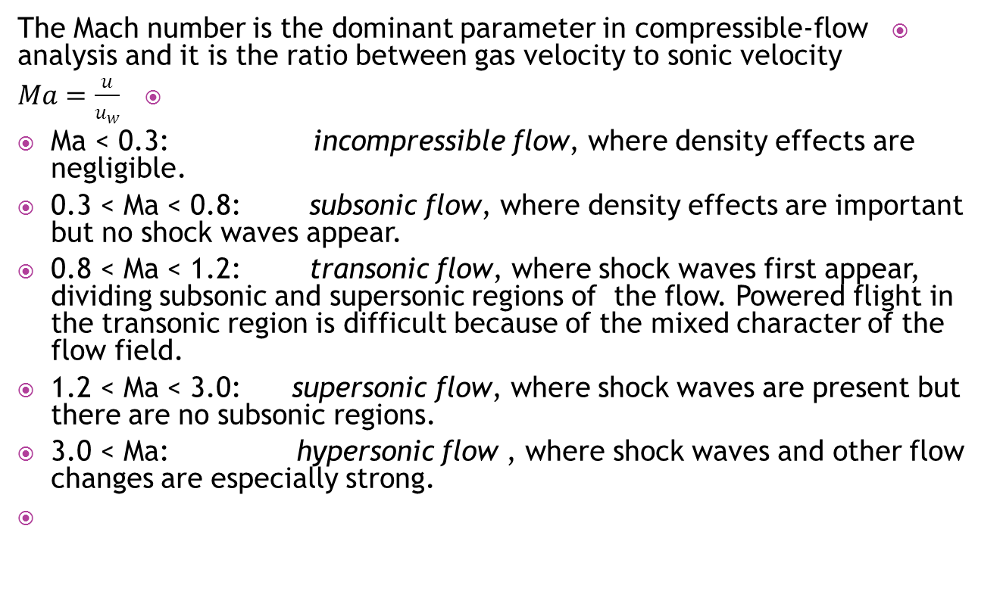 The Mach number is the dominant parameter in compressible-flow
analysis and it is the ratio between gas velocity to sonic velocity
Ma = u/u_w
Ma < 0.3: incompressible flow, where density effects are
negligible.
0.3 < Ma < 0.8: subsonic flow, where density effects are important
but no shock waves appear.
0.8 < Ma < 1.2: transonic flow, where shock waves first appear,
dividing subsonic and supersonic regions of the flow. Powered flight in
the transonic region is difficult because of the mixed character of the
flow field.
1.2 < Ma < 3.0: supersonic flow, where shock waves are present but
there are no subsonic regions.
3.0 < Ma: hypersonic flow , where shock waves and other flow
changes are especially strong.